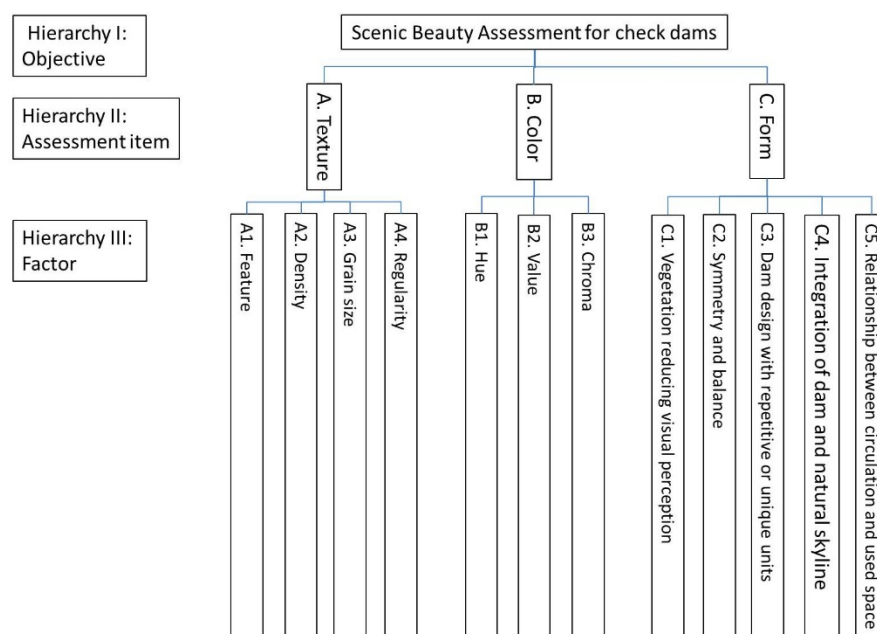 Hierarchy I:
Objective
Scenic Beauty Assessment for check dams
Hierarchy II:
Assessment item
A. Texture
B. Color
C. Form
Hierarchy III:
Factor
A1. Feature
A2. Density
A3. Grain size
A4. Regularity
B1. Hue
B2. Value
B3. Chroma
C1. Vegetation reducing visual perception
C2. Symmetry and balance
C3. Dam design with repetitive or unique units
C4. Integration of dam and natural skyline
C5. Relationship between circulation and used space